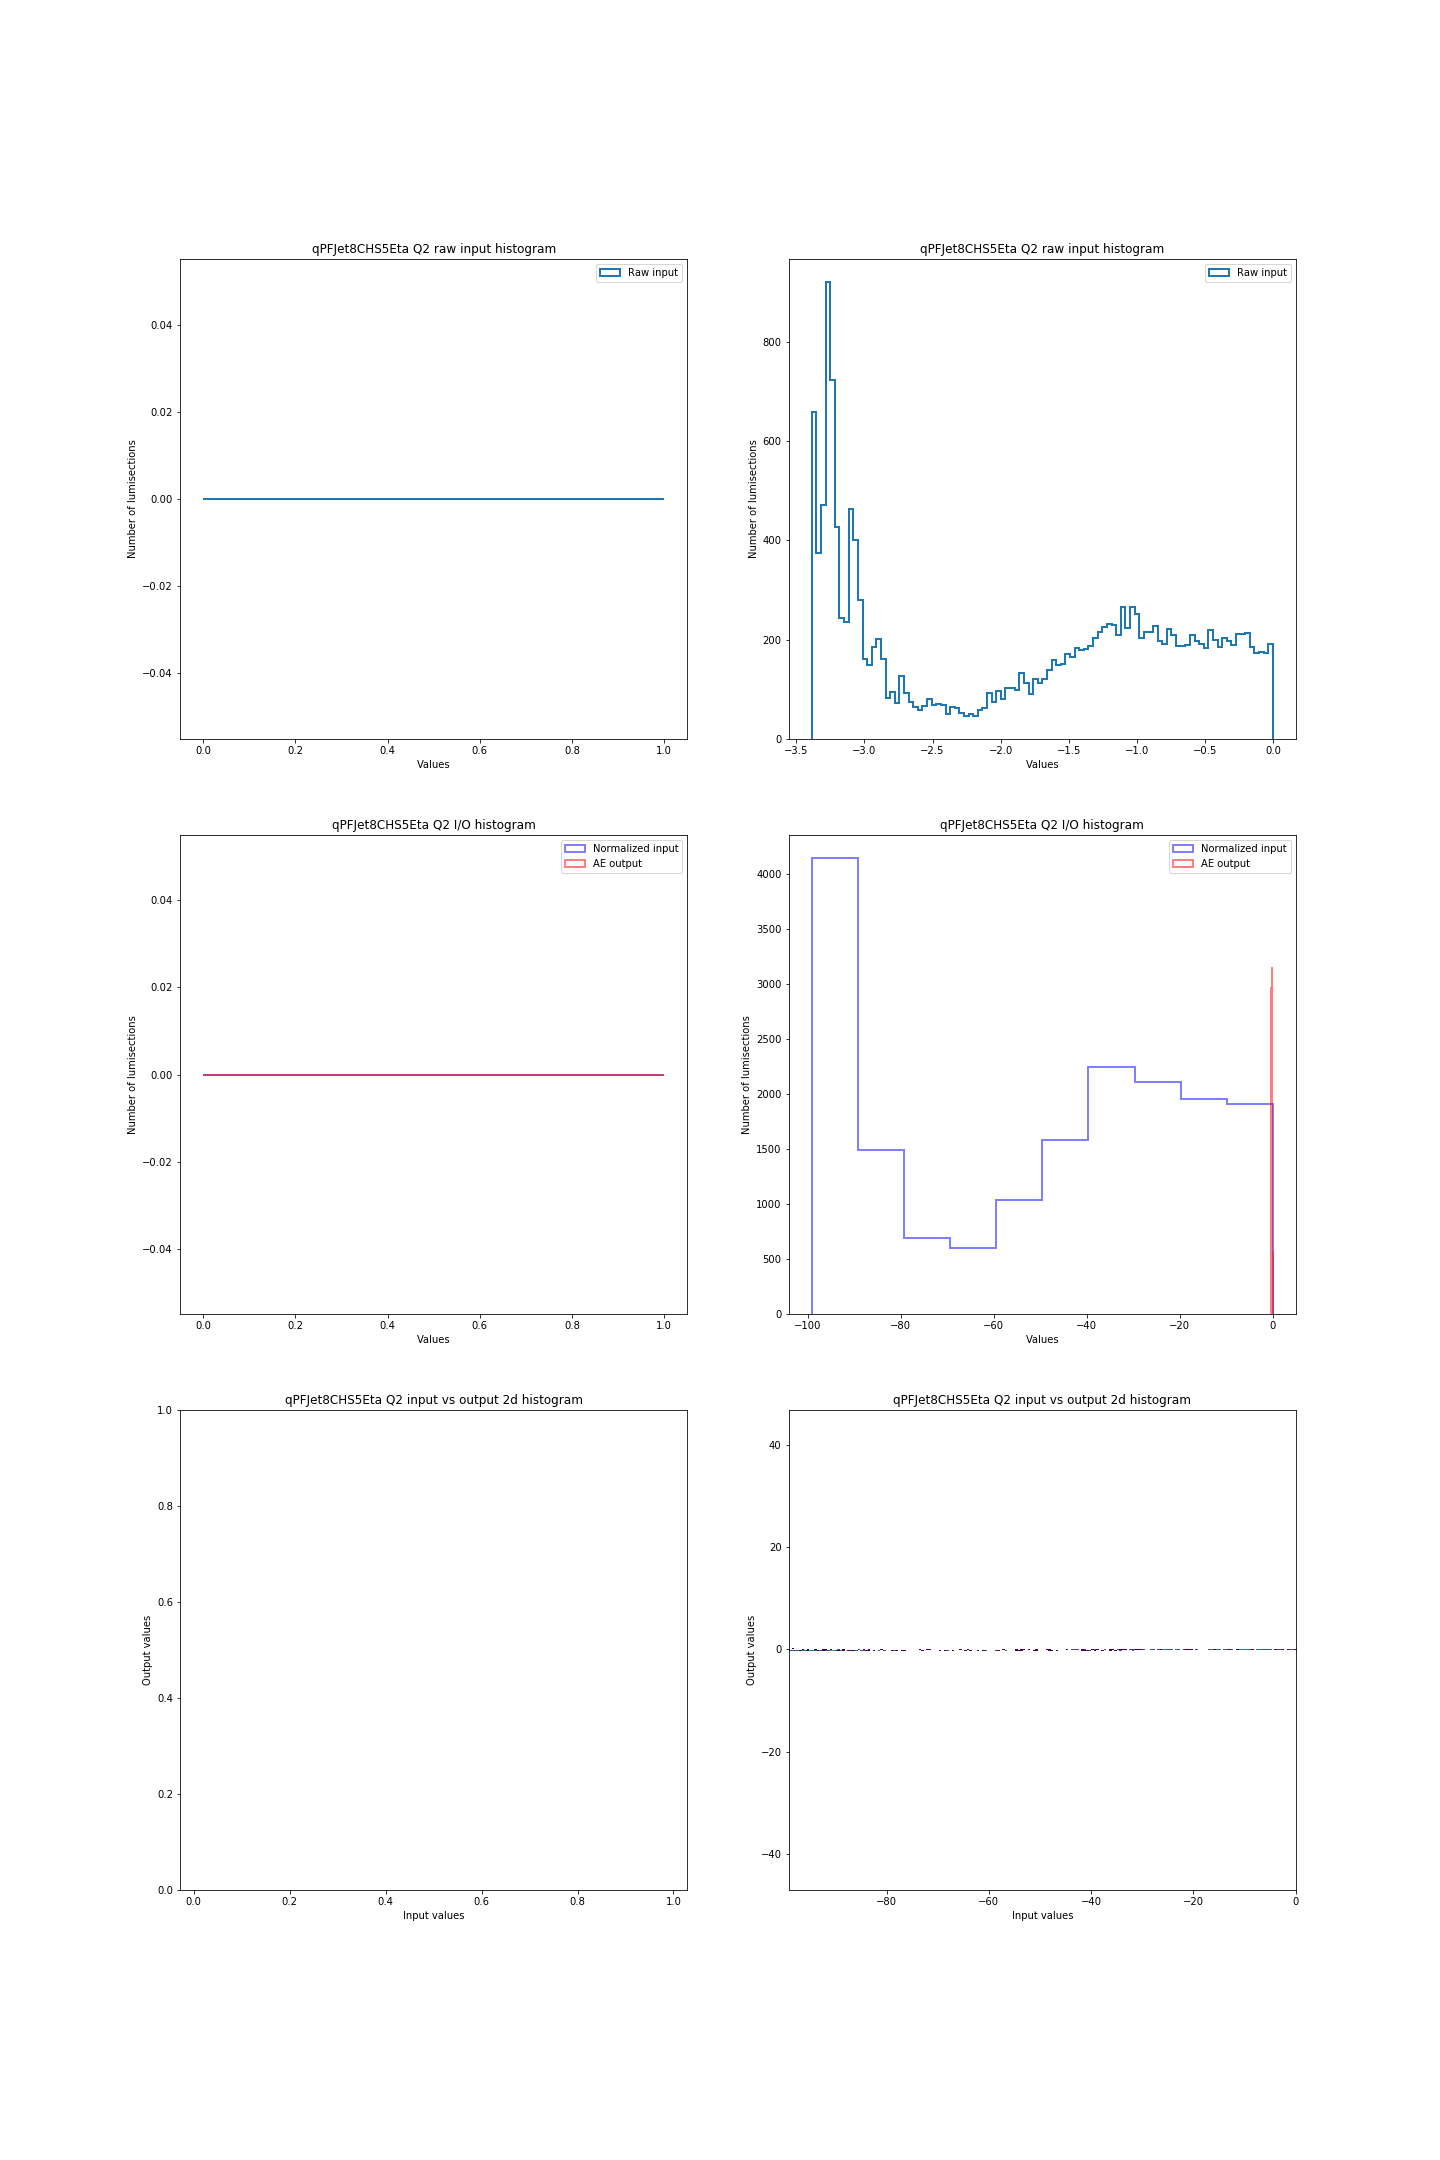 qPFJet8CHS5Eta Q2 raw input histogram
Raw input
0.04
0.02
0.00
−0.02
−0.04
Number of lumisections
0.0 0.2 0.4 0.6 0.8 1.0
Values
qPFJet8CHS5Eta Q2 raw input histogram
Raw input
800
600
400
200
0
Number of lumisections
−3.5 −3.0 −2.5 −2.0 −1.5 −1.0 −0.5 0.0
Values
qPFJet8CHS5Eta Q2 I/O histogram
Normalized input
AE output
0.04
0.02
0.00
−0.02
−0.04
Number of lumisections
0.0 0.2 0.4 0.6 0.8 1.0
Values
qPFJet8CHS5Eta Q2 I/O histogram
Normalized input
AE output
4000
3500
3000
2500
2000
1500
1000
500
0
Number of lumisections
−100 −80 −60 −40 −20 0
Values
qPFJet8CHS5Eta Q2 input vs output 2d histogram
1.0
0.8
0.6
0.4
0.2
0.0
Output values
0.0 0.2 0.4 0.6 0.8 1.0
Input values
qPFJet8CHS5Eta Q2 input vs output 2d histogram
40
20
0
−20
−40
Output values
−80 −60 −40 −20 0
Input values